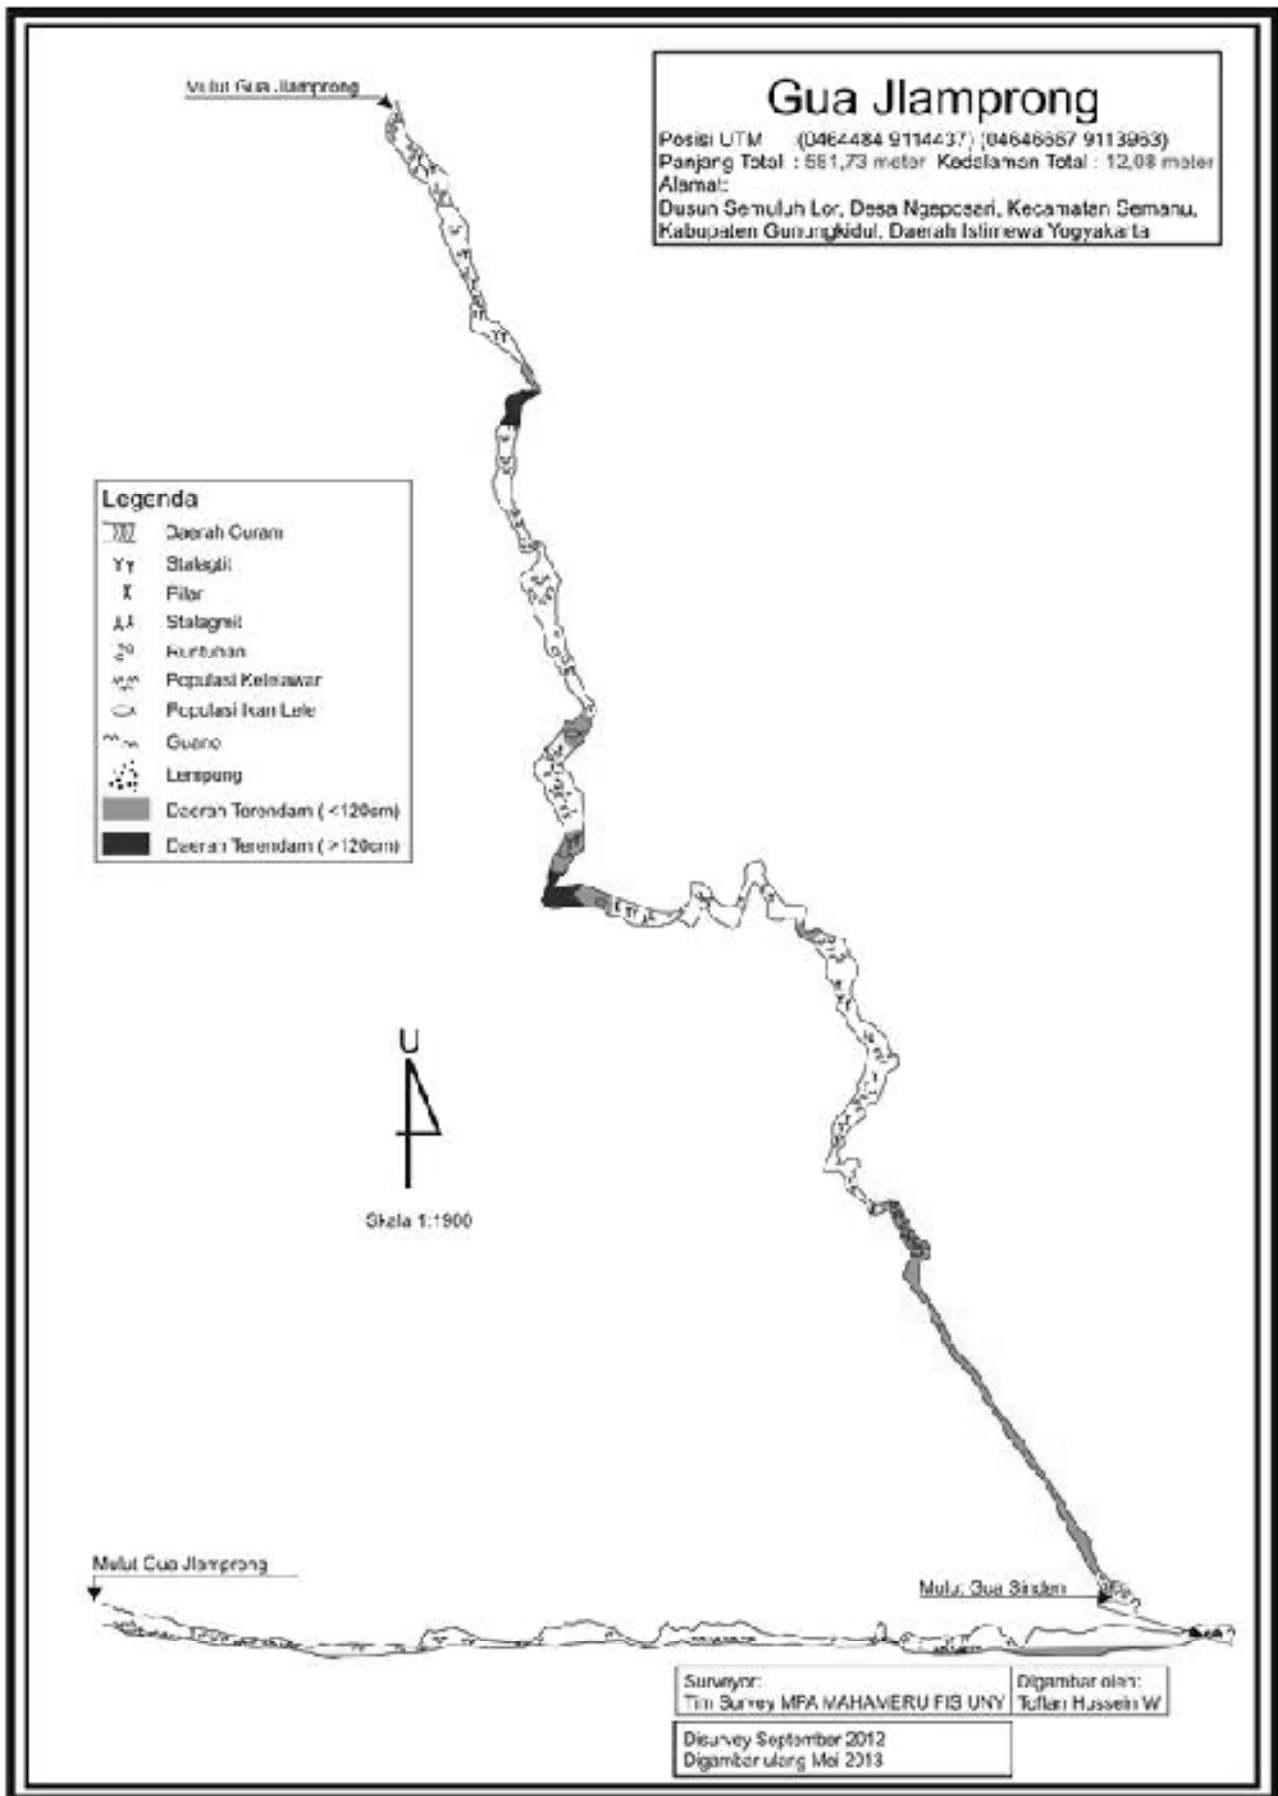 Mulut Gua Jlamprong
Gua Jlamprong
Posisi UTM :(0464484 9114437) (04646667 9113963)
Panjang Total : 581,73 meter Kedalaman Total : 12,08 meter
Alamat:
Dusun Semuluh Lor, Desa Ngeposari, Kecamatan Semanu,
Kabupaten Gunungkidul, Daerah Istimewa Yogyakarta
Legenda
Daerah Curam
Stalagtit
Pilar
Stalagmit
Runtuhan
Populasi Kelelawar
Populasi Ikan Lele
Guano
Lempung
Daerah Terendam ( <120cm)
Daerah Terendam ( >120cm)
U
Skala 1:1900
Mulut Gua Jlamprong
Mulut Gua Sinden
Surveyor:
Tim Survey MPA MAHAMERU FIS UNY
Digambar oleh:
Hussein W
Disurvey September 2012
Digambar ulang Mei 2013